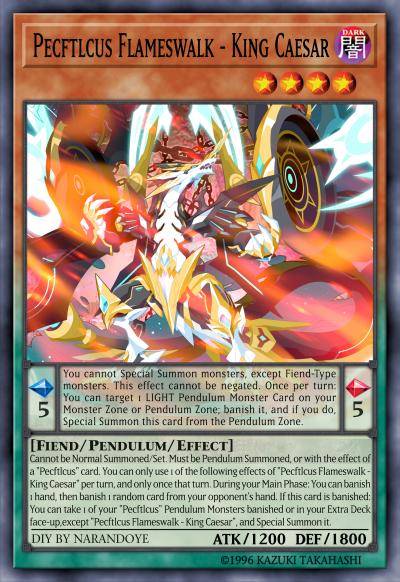 Pecftlcus Flameswalk - King Caesar
DARK
闇
You cannot Special Summon monsters, except Fiend-Type
monsters. This effect cannot be negated. Once per turn:
You can target 1 LIGHT Pendulum Monster Card on your
Monster Zone or Pendulum Zone; banish it, and if you do,
Special Summon this card from the Pendulum Zone.
5
5
[Fiend/Pendulum/Effect]
Cannot be Normal Summoned/Set. Must be Pendulum Summoned, or with the effect
of a "Pecftlcus" card. You can only use 1 of the following effects of "Pecftlcus Flameswalk -
King Caesar" per turn, and only once that turn. During your Main Phase: You can banish
1 hand, then banish 1 random card from your opponent's hand. If this card is banished:
You can take 1 of your "Pecftlcus" Pendulum Monsters banished or in your Extra Deck
face-up,except "Pecftlcus Flameswalk - King Caesar", and Special Summon it.
DIY BY NARANDOYE
ATK/1200 DEF/1800
©1996 KAZUKI TAKAHASHI